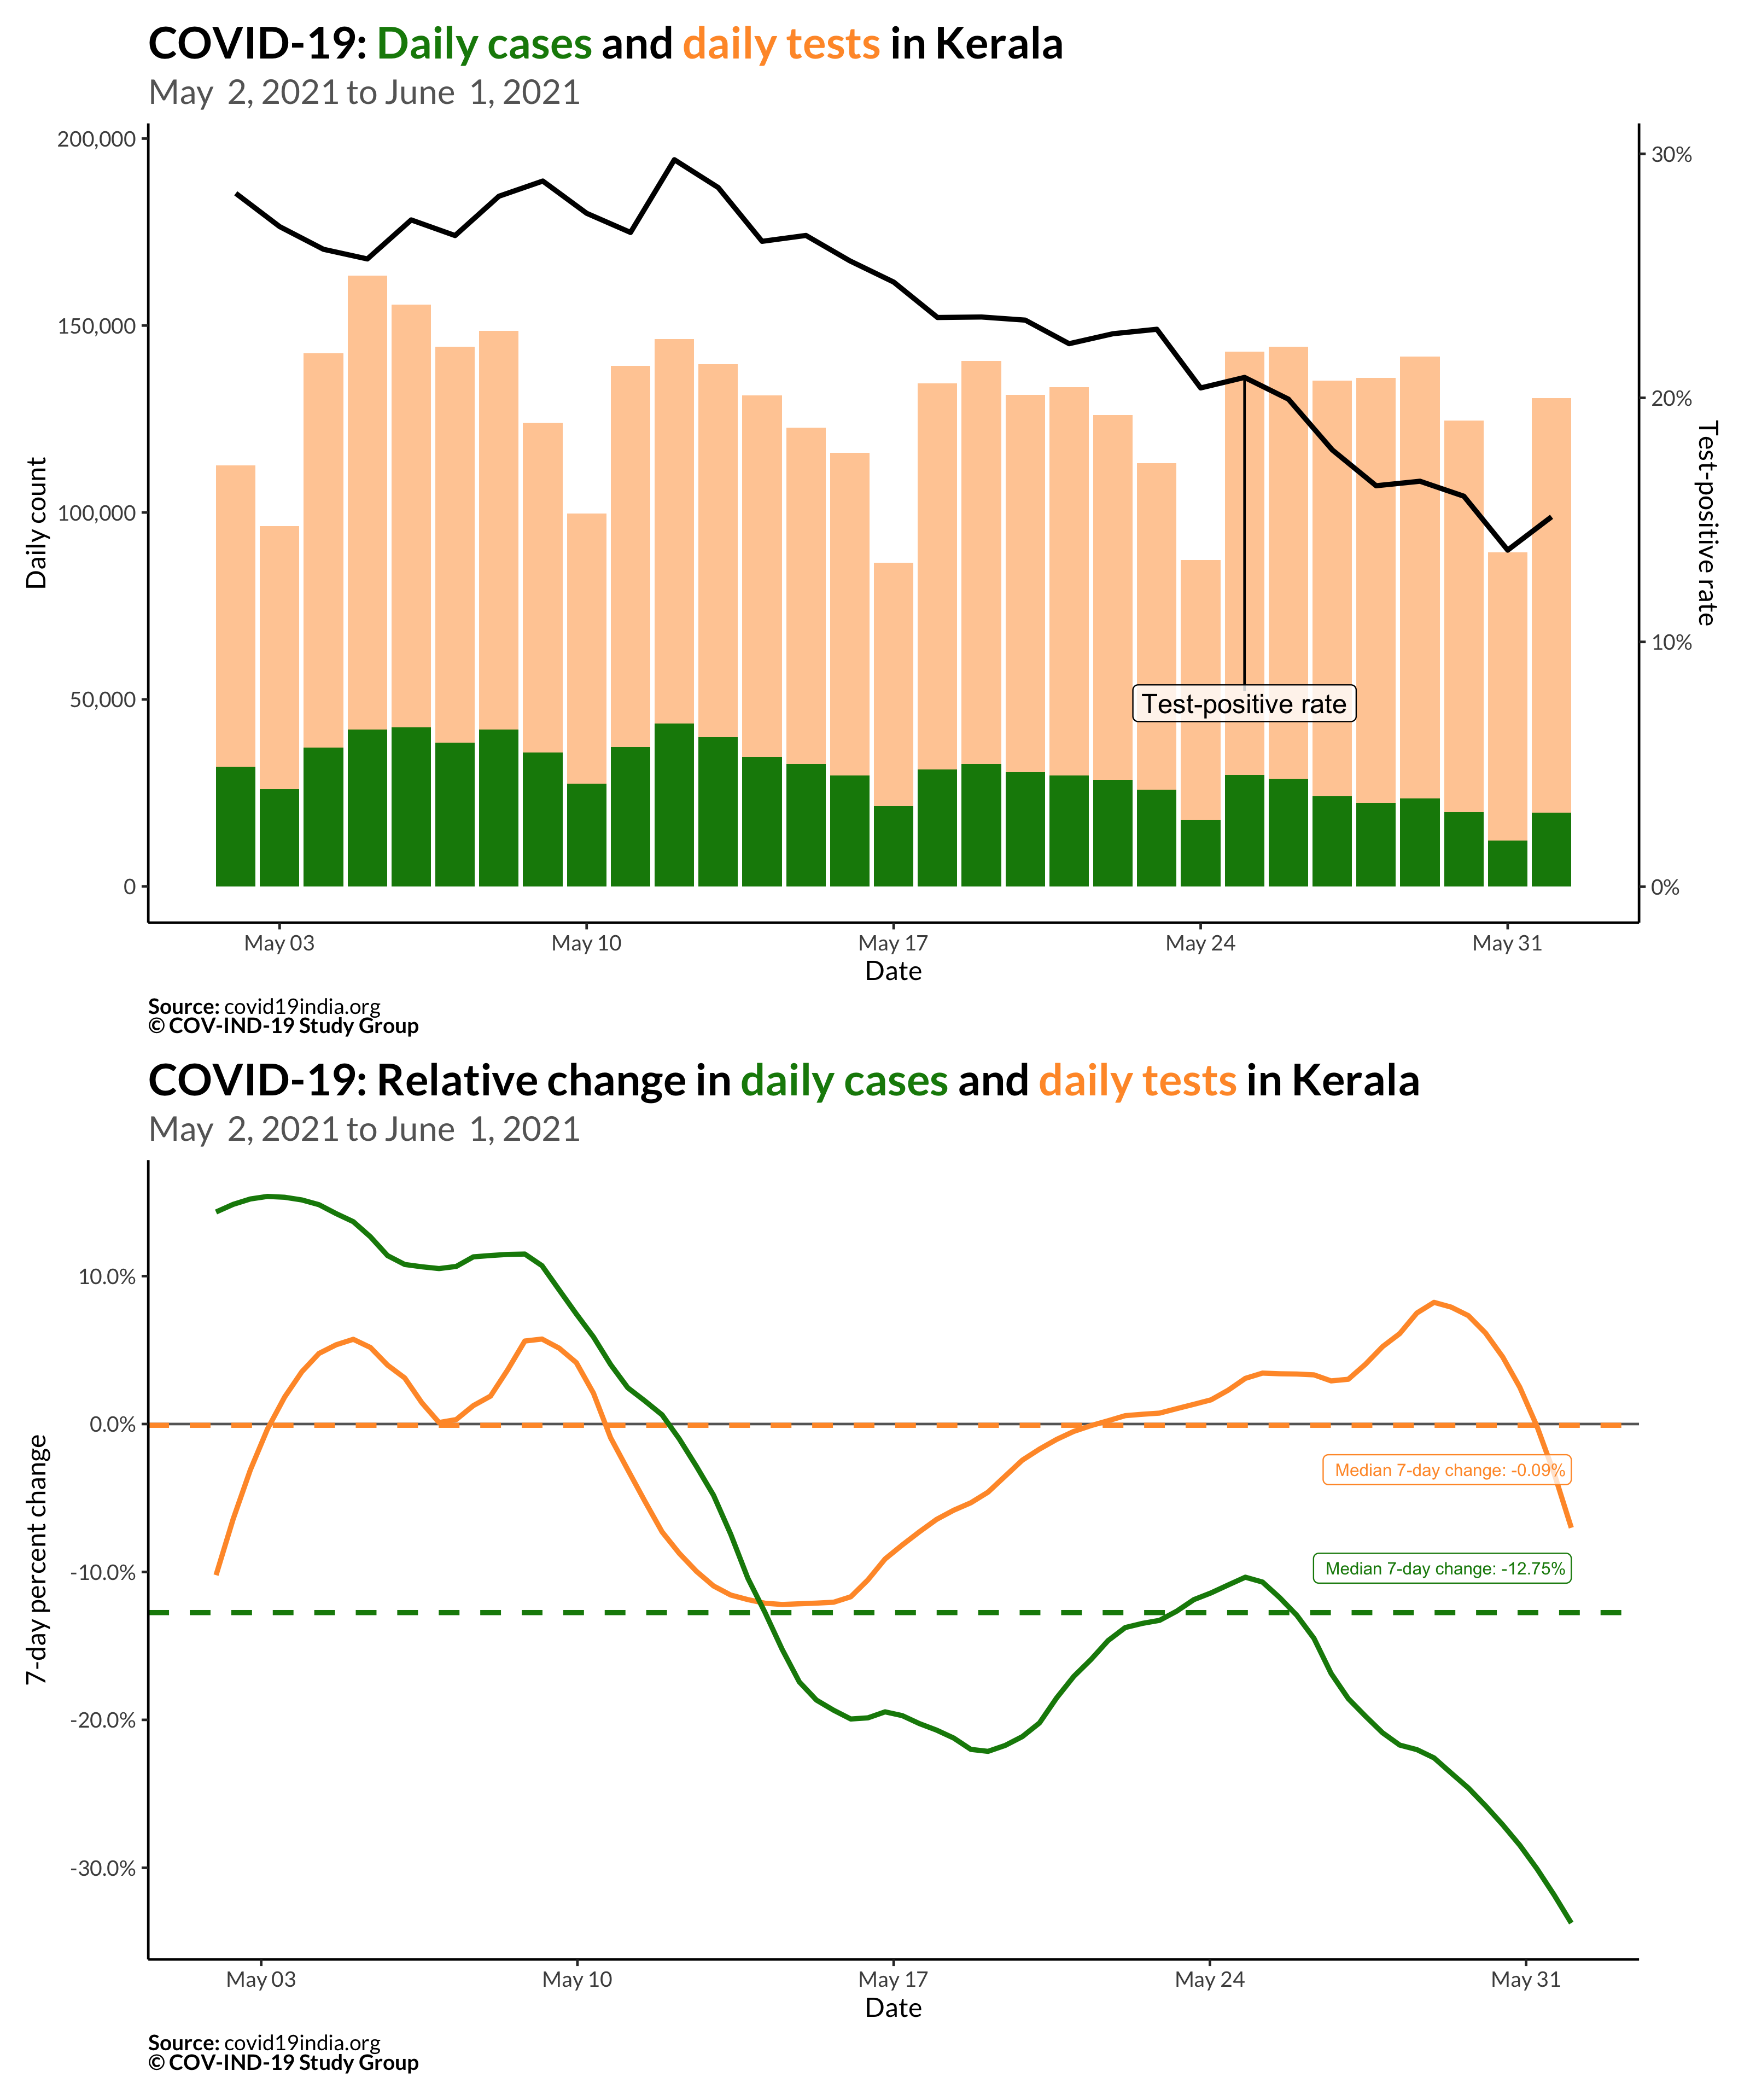 COVID-19: Daily cases and daily tests in Kerala
May 2, 2021 to June 1, 2021
200,000
150,000
100,000
50,000
0
Daily count
30%
20%
10%
0%
Test-positive rate
Test-positive rate
May 03
May 10
May 17
May 24
May 31
Date
Source: covid19india.org
© COV-IND-19 Study Group
COVID-19: Relative change in daily cases and daily tests in Kerala
May 2, 2021 to June 1, 2021
10.0%
0.0%
-10.0%
-20.0%
-30.0%
7-day percent change
Median 7-day change: -0.09%
Median 7-day change: -12.75%
May 03
May 10
May 17
May 24
May 31
Date
Source: covid19india.org
© COV-IND-19 Study Group